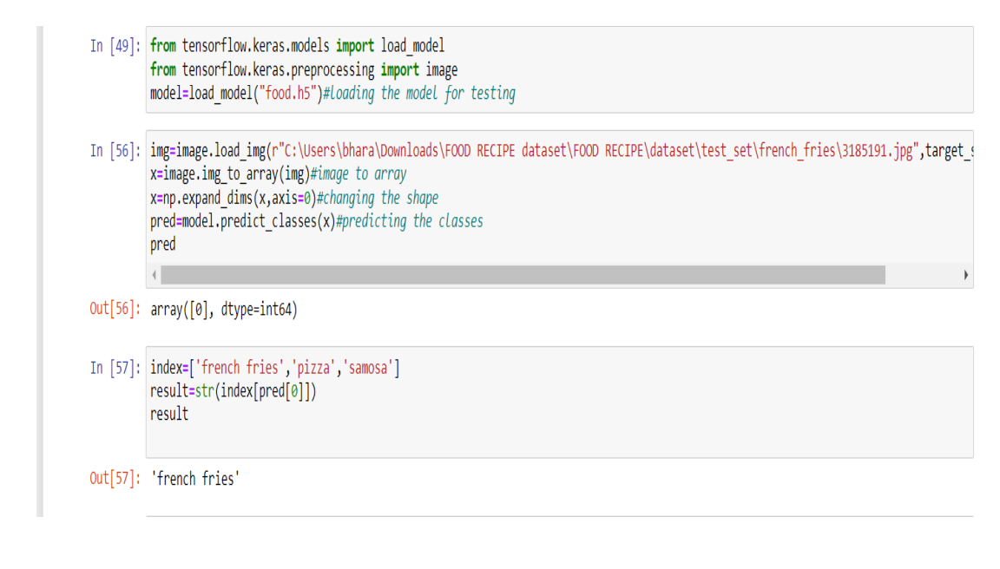 In [49]: from tensorflow.keras.models import load_model
from tensorflow.keras.preprocessing import image
model=load_model("food.h5")#loading the model for testing
In [56]: img=image.load_img(r"C:\Users\bhara\Downloads\FOOD RECIPE dataset\FOOD RECIPE\dataset\test_set\french_fries\3185191.jpg",target_s
x=image.img_to_array(img)#image to array
x=np.expand_dims(x,axis=0)#changing the shape
pred=model.predict_classes(x)#predicting the classes
pred
Out[56]: array([0], dtype=int64)
In [57]: index=['french fries','pizza','samosa']
result=str(index[pred[0]])
result
Out[57]: 'french fries'